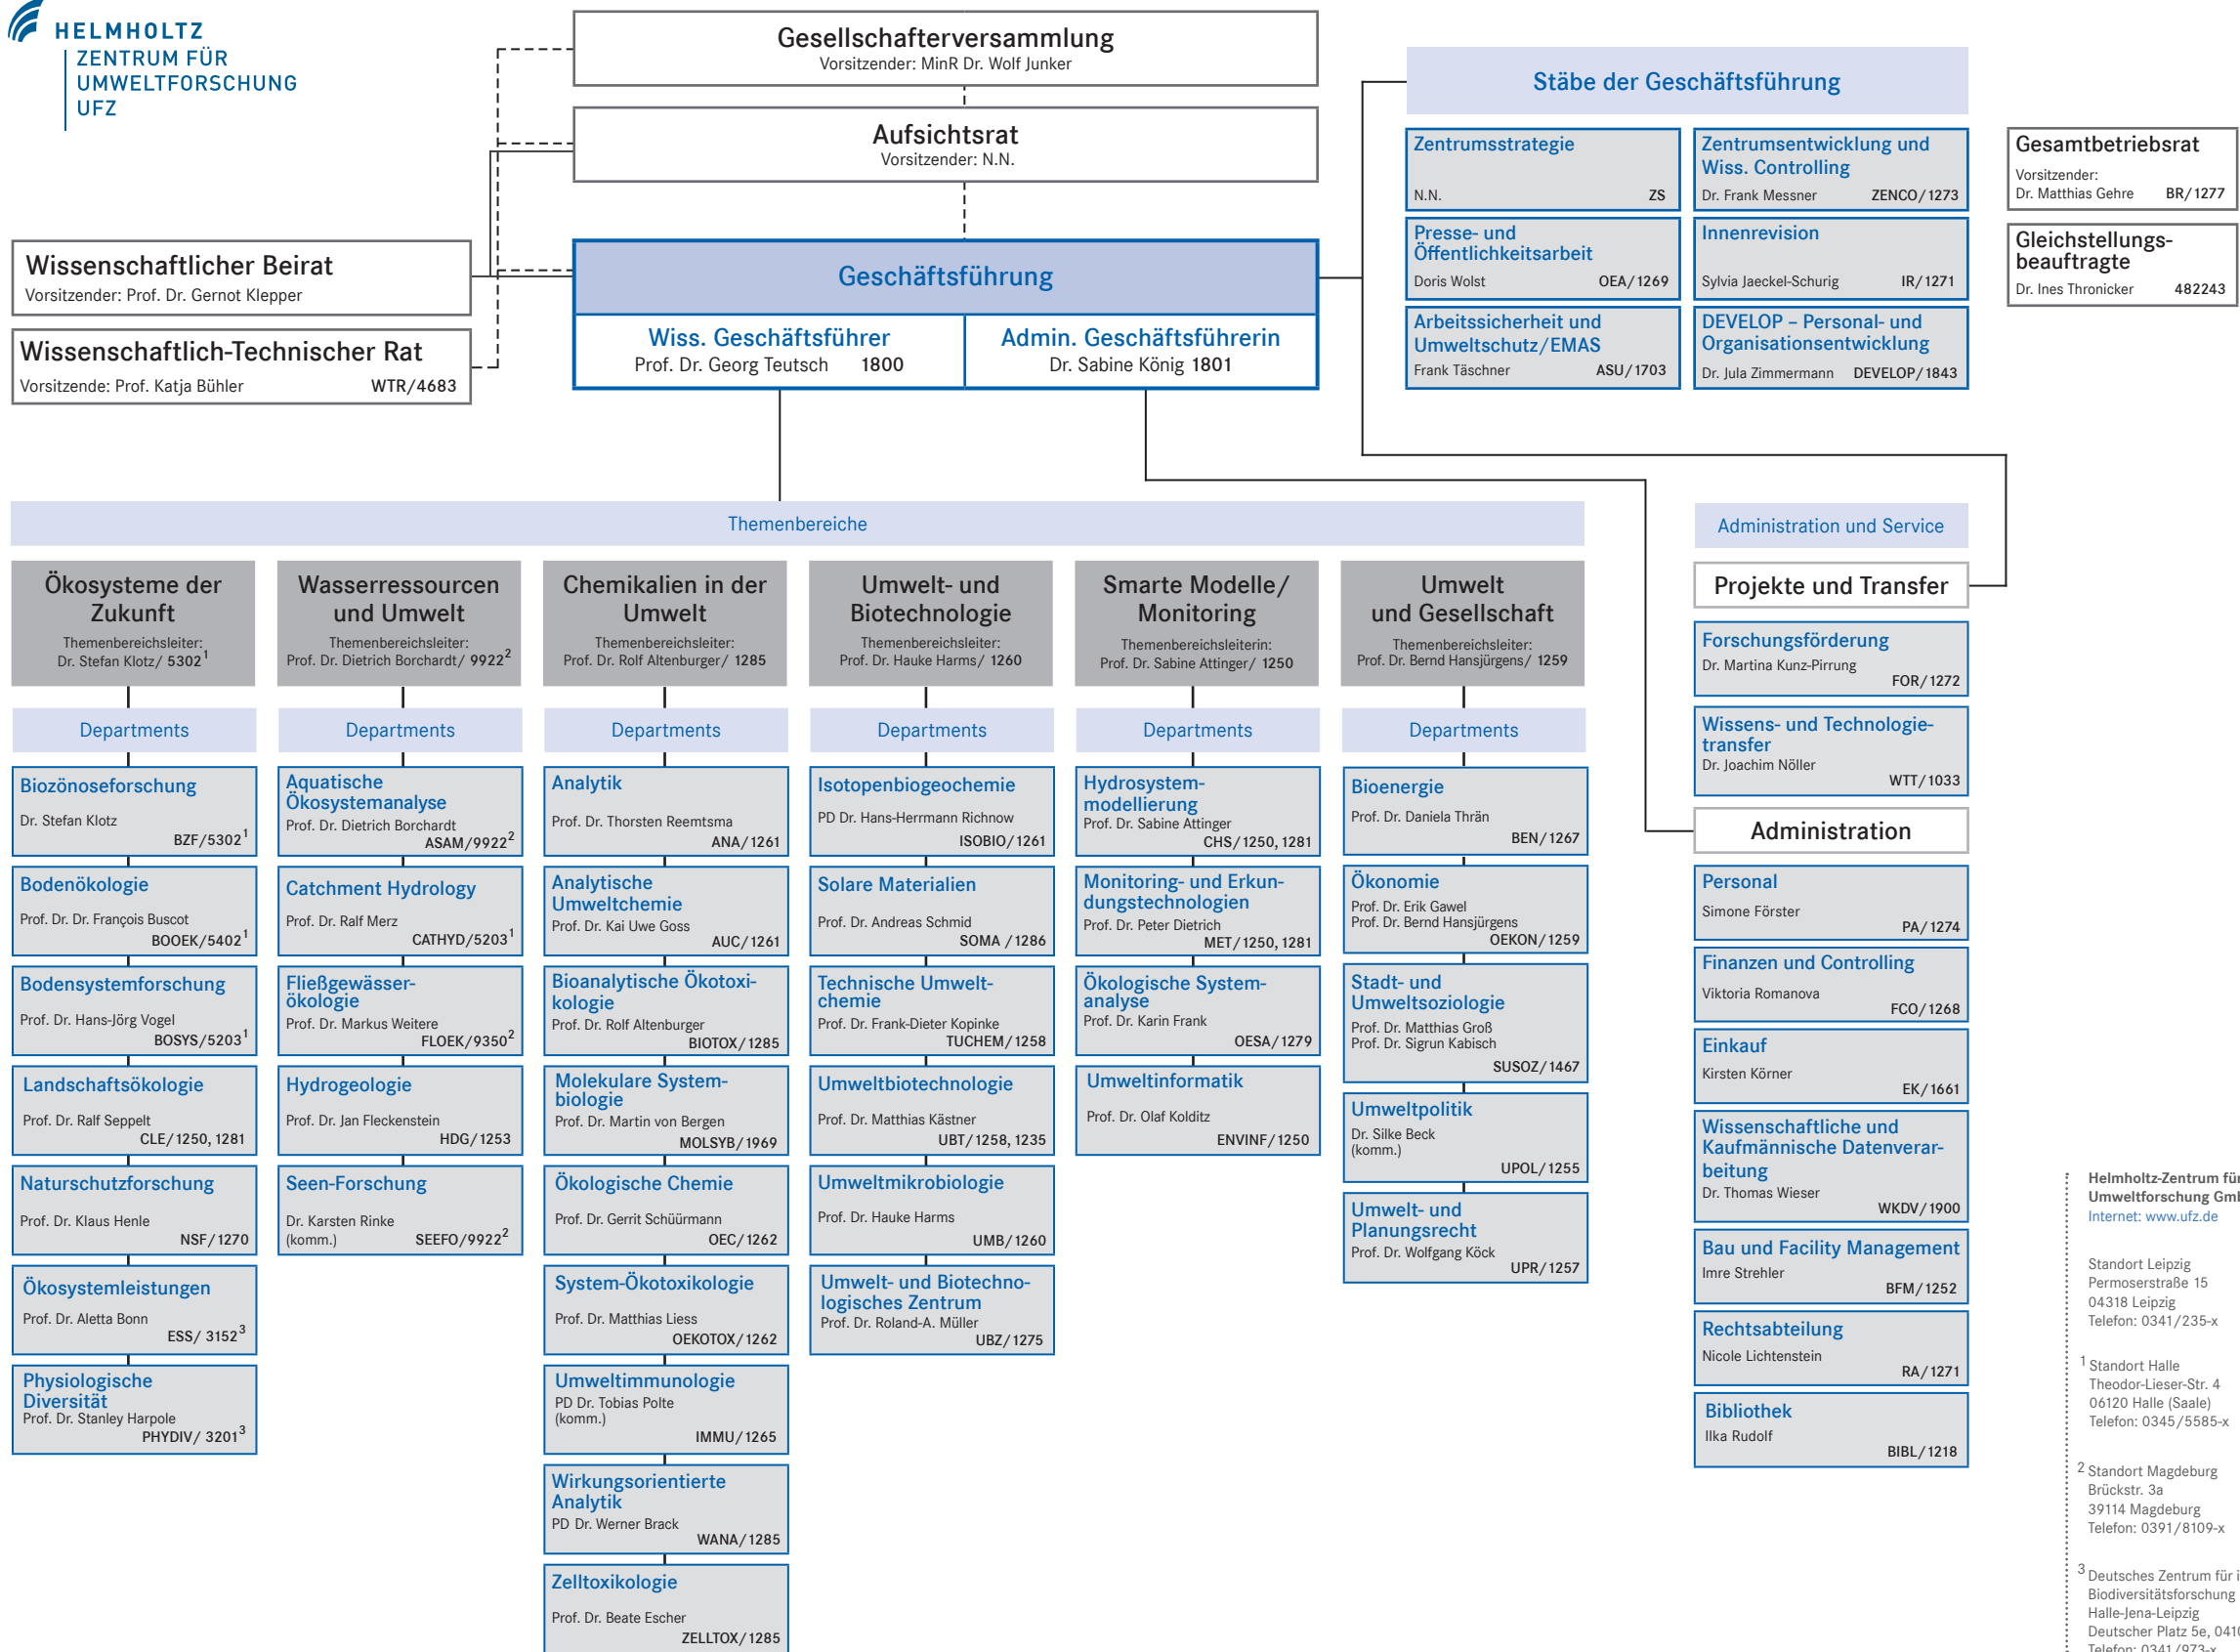 HELMHOLTZ
ZENTRUM FÜR
UMWELTFORSCHUNG
UFZ
Gesellschafterversammlung
Vorsitzender: MinR Dr. Wolf Junker
Aufsichtsrat
Vorsitzender: N.N.
Wissenschaftlicher Beirat
Vorsitzender: Prof. Dr. Gernot Klepper
Wissenschaftlich-Technischer Rat
Vorsitzende: Prof. Katja Bühler WTR/4683
Geschäftsführung
Wiss. Geschäftsführer
Prof. Dr. Georg Teutsch 1800
Admin. Geschäftsführerin
Dr. Sabine König 1801
Stäbe der Geschäftsführung
Zentrumsstrategie
N.N. ZS
Zentrumsentwicklung und
Wiss. Controlling
Dr. Frank Messner ZENCO/1273
Presse- und
Öffentlichkeitsarbeit
Doris Wolst OEA/1269
Innenrevision
Sylvia Jaeckel-Schurig IR/1271
Arbeitssicherheit und
Umweltschutz/EMAS
Frank Täschner ASU/1703
DEVELOP – Personal- und
Organisationsentwicklung
Dr. Jula Zimmermann DEVELOP/1843
Gesamtbetriebsrat
Vorsitzender:
Dr. Matthias Gehre BR/1277
Gleichstellungs-
beauftragte
Dr. Ines Thronicker 482243
Themenbereiche
Ökosysteme der
Zukunft
Themenbereichsleiter:
Dr. Stefan Klotz/ 5302¹
Departments
Biozönoseforschung
Dr. Stefan Klotz
BZF/5302¹
Bodenökologie
Prof. Dr. Dr. François Buscot
BOOEK/5402¹
Bodensystemforschung
Prof. Dr. Hans-Jörg Vogel
BOSYS/5203¹
Landschaftsökologie
Prof. Dr. Ralf Seppelt
CLE/1250, 1281
Naturschutzforschung
Prof. Dr. Klaus Henle
NSF/1270
Ökosystemleistungen
Prof. Dr. Aletta Bonn
ESS/ 3152³
Physiologische
Diversität
Prof. Dr. Stanley Harpole
PHYDIV/ 3201³
Wasserressourcen
und Umwelt
Themenbereichsleiter:
Prof. Dr. Dietrich Borchardt/ 9922²
Departments
Aquatische
Ökosystemanalyse
Prof. Dr. Dietrich Borchardt
ASAM/9922²
Catchment Hydrology
Prof. Dr. Ralf Merz
CATHYD/5203¹
Fließgewässer-
ökologie
Prof. Dr. Markus Weitere
FLOEK/9350²
Hydrogeologie
Prof. Dr. Jan Fleckenstein
HDG/1253
Seen-Forschung
Dr. Karsten Rinke
(komm.) SEEFO/9922²
Chemikalien in der
Umwelt
Themenbereichsleiter:
Prof. Dr. Rolf Altenburger/ 1285
Departments
Analytik
Prof. Dr. Thorsten Reemtsma
ANA/1261
Analytische
Umweltchemie
Prof. Dr. Kai Uwe Goss
AUC/1261
Bioanalytische Ökotoxi-
kologie
Prof. Dr. Rolf Altenburger
BIOTOX/1285
Molekulare System-
biologie
Prof. Dr. Martin von Bergen
MOLSYB/1969
Ökologische Chemie
Prof. Dr. Gerrit Schüürmann
OEC/1262
System-Ökotoxikologie
Prof. Dr. Matthias Liess
OEKOTOX/1262
Umweltimmunologie
PD Dr. Tobias Polte
(komm.)
IMMU/1265
Wirkungsorientierte
Analytik
PD Dr. Werner Brack
WANA/1285
Zelltoxikologie
Prof. Dr. Beate Escher
ZELLTOX/1285
Umwelt- und
Biotechnologie
Themenbereichsleiter:
Prof. Dr. Hauke Harms/ 1260
Departments
Isotopenbiogeochemie
PD Dr. Hans-Herrmann Richnow
ISOBIO/1261
Solare Materialien
Prof. Dr. Andreas Schmid
SOMA /1286
Technische Umwelt-
chemie
Prof. Dr. Frank-Dieter Kopinke
TUCHEM/1258
Umweltbiotechnologie
Prof. Dr. Matthias Kästner
UBT/1258, 1235
Umweltmikrobiologie
Prof. Dr. Hauke Harms
UMB/1260
Umwelt- und Biotechno-
logisches Zentrum
Prof. Dr. Roland-A. Müller
UBZ/1275
Smarte Modelle/
Monitoring
Themenbereichsleiterin:
Prof. Dr. Sabine Attinger/ 1250
Departments
Hydrosystem-
modellierung
Prof. Dr. Sabine Attinger
CHS/1250, 1281
Monitoring- und Erkun-
dungstechnologien
Prof. Dr. Peter Dietrich
MET/1250, 1281
Ökologische System-
analyse
Prof. Dr. Karin Frank
OESA/1279
Umweltinformatik
Prof. Dr. Olaf Kolditz
ENVINF/1250
Umwelt
und Gesellschaft
Themenbereichsleiter:
Prof. Dr. Bernd Hansjürgens/ 1259
Departments
Bioenergie
Prof. Dr. Daniela Thrän
BEN/1267
Ökonomie
Prof. Dr. Erik Gawel
Prof. Dr. Bernd Hansjürgens
OEKON/1259
Stadt- und
Umweltsoziologie
Prof. Dr. Matthias Groß
Prof. Dr. Sigrun Kabisch
SUSOZ/1467
Umweltpolitik
Dr. Silke Beck
(komm.)
UPOL/1255
Umwelt- und
Planungsrecht
Prof. Dr. Wolfgang Köck
UPR/1257
Administration und Service
Projekte und Transfer
Forschungsförderung
Dr. Martina Kunz-Pirrung
FOR/1272
Wissens- und Technologie-
transfer
Dr. Joachim Nöller
WTT/1033
Administration
Personal
Simone Förster
PA/1274
Finanzen und Controlling
Viktoria Romanova
FCO/1268
Einkauf
Kirsten Körner
EK/1661
Wissenschaftliche und
Kaufmännische Datenverar-
beitung
Dr. Thomas Wieser
WKDV/1900
Bau und Facility Management
Imre Strehler
BFM/1252
Rechtsabteilung
Nicole Lichtenstein
RA/1271
Bibliothek
Ilka Rudolf
BIBL/1218
Helmholtz-Zentrum für
Umweltforschung
Internet: www.ufz.de
Standort Leipzig
Permoserstraße 15
04318 Leipzig
Telefon: 0341/235-x
¹ Standort Halle
Theodor-Lieser-Str. 4
06120 Halle (Saale)
Telefon: 0345/5585-x
² Standort Magdeburg
Brückstr. 3a
39114 Magdeburg
Telefon: 0391/8109-x
³ Deutsches Zentrum für
Biodiversitätsforschung
Halle-Jena-Leipzig
Deutscher Platz 5e,
Telefon: 0341/973-x